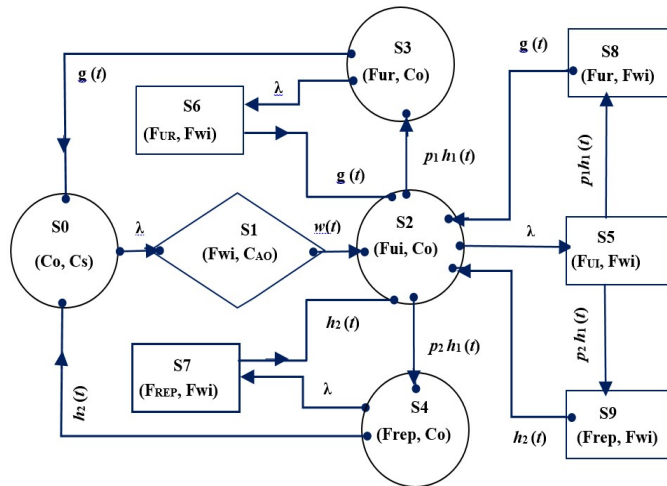 S3
(Fur, Co)
g (t)
S8
(Fur, Fwi)
g (t)
λ
S6
(FUR, Fwi)
g (t)
p1 h1 (t)
p1h1 (t)
S0
(Co, Cs)
λ
S1
(Fwi, CAO)
w(t)
S2
(Fui, Co)
λ
S5
(FUI, Fwi)
h2 (t)
p2 h1 (t)
p2 h1 (t)
S7
(FREP, Fwi)
λ
h2 (t)
S4
(Frep, Co)
h2 (t)
S9
(Frep, Fwi)